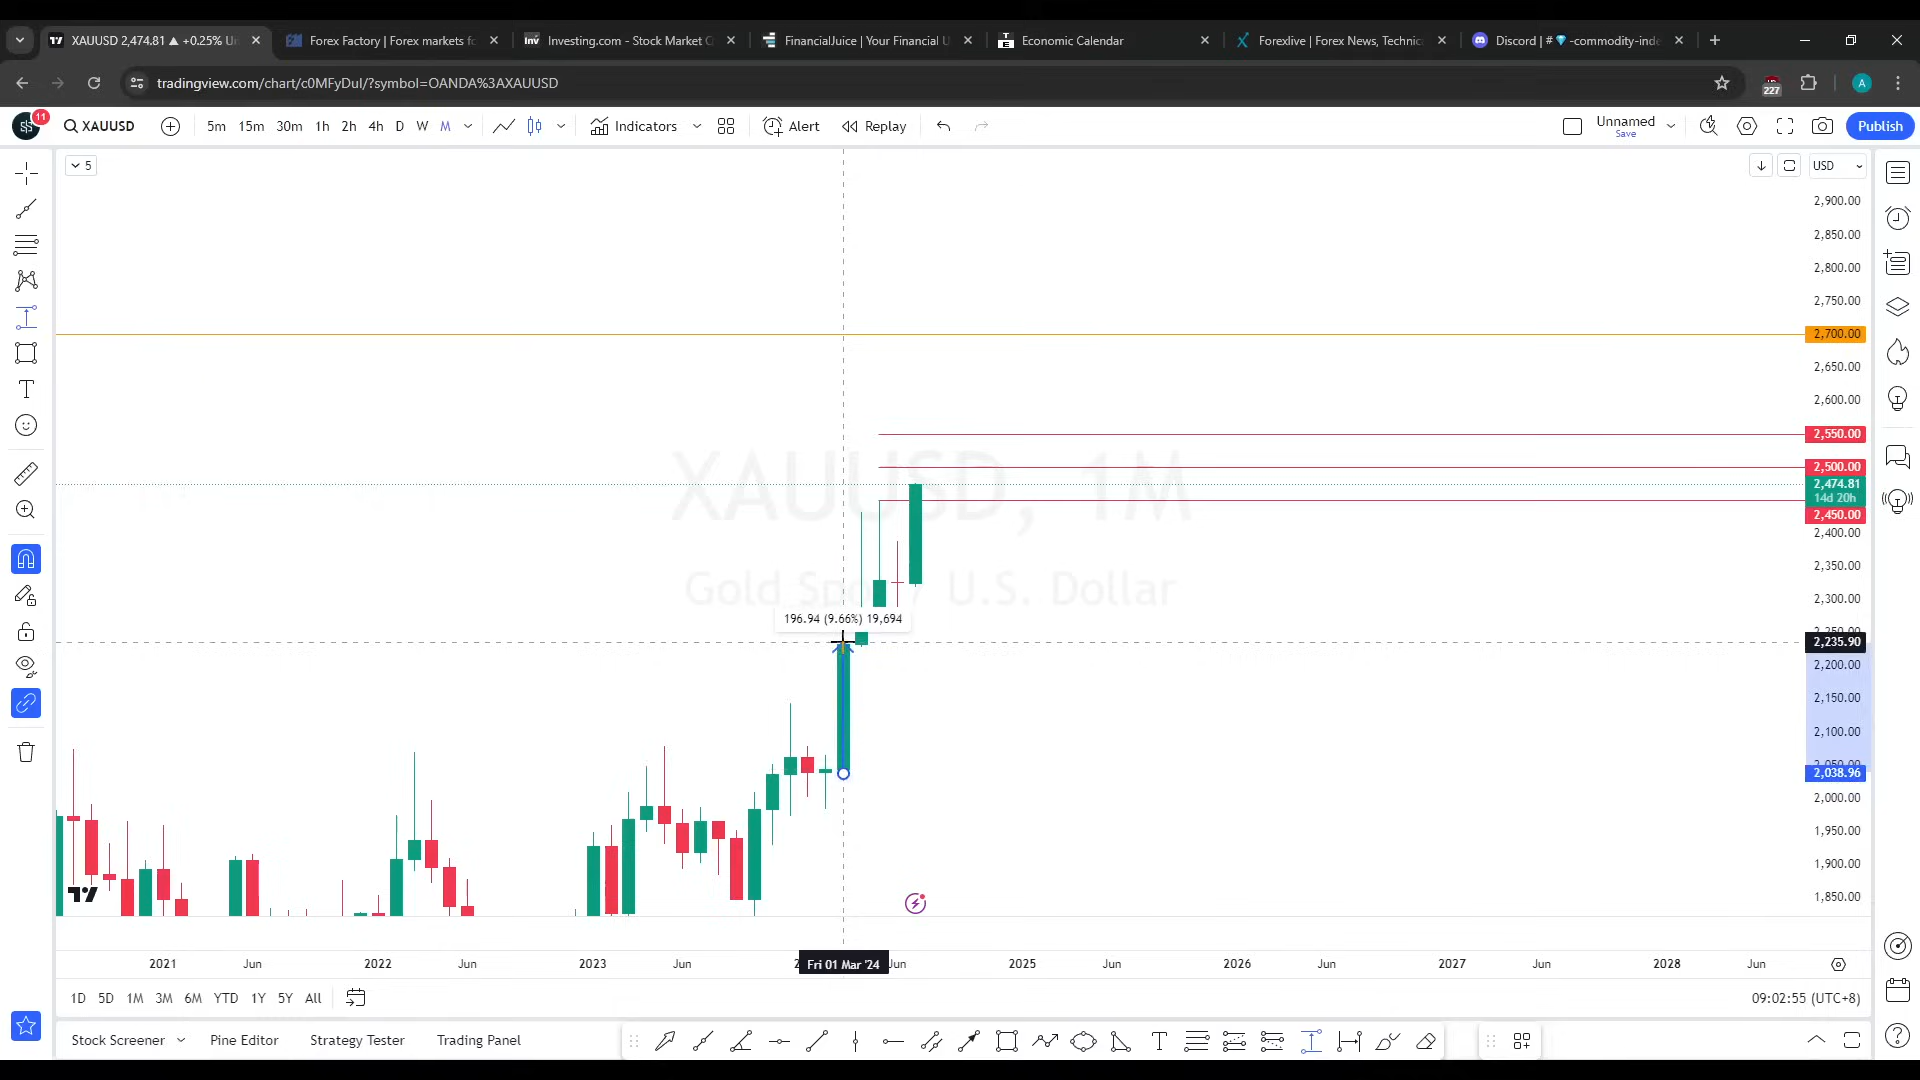 XAUUSD 2,474.81 ▲ +0.25% Un
Forex Factory | Forex markets fo
Investing.com - Stock Market Q
FinancialJuice | Your Financial U
Economic Calendar
Forexlive | Forex News, Technica
Discord | # 💎-commodity-inde
tradingview.com/chart/c0MFyDul/?symbol=OANDA%3AXAUUSD
227
A
11
XAUUSD
5m 15m 30m 1h 2h 4h D W M
Indicators
Alert
Replay
Unnamed
Save
Publish
5
USD
2,900.00
2,850.00
2,800.00
2,750.00
2,700.00
2,650.00
2,600.00
2,550.00
2,500.00
2,474.81
14d 20h
2,450.00
2,400.00
2,350.00
2,300.00
2,235.90
2,200.00
2,150.00
2,100.00
2,038.96
2,000.00
1,950.00
1,900.00
1,850.00
XAUUSD, 1M
Gold Spot / U.S. Dollar
196.94 (9.66%) 19,694
2021 Jun 2022 Jun 2023 Jun Fri 01 Mar '24 Jun 2025 Jun 2026 Jun 2027 Jun 2028 Jun
1D 5D 1M 3M 6M YTD 1Y 5Y All
09:02:55 (UTC+8)
Stock Screener Pine Editor Strategy Tester Trading Panel